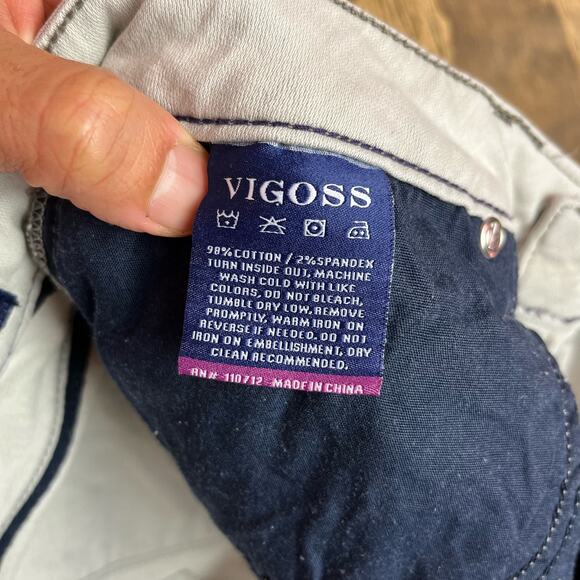 VIGOSS
98% COTTON / 2% SPANDEX
TURN INSIDE OUT, MACHINE
WASH COLD WITH LIKE
COLORS, DO NOT BLEACH,
TUMBLE DRY LOW, REMOVE
PROMPTLY, WARM IRON ON
REVERSE IF NEEDED. DO NOT
IRON ON EMBELLISHMENT, DRY
CLEAN RECOMMENDED.
RN# 110712 MADE IN CHINA